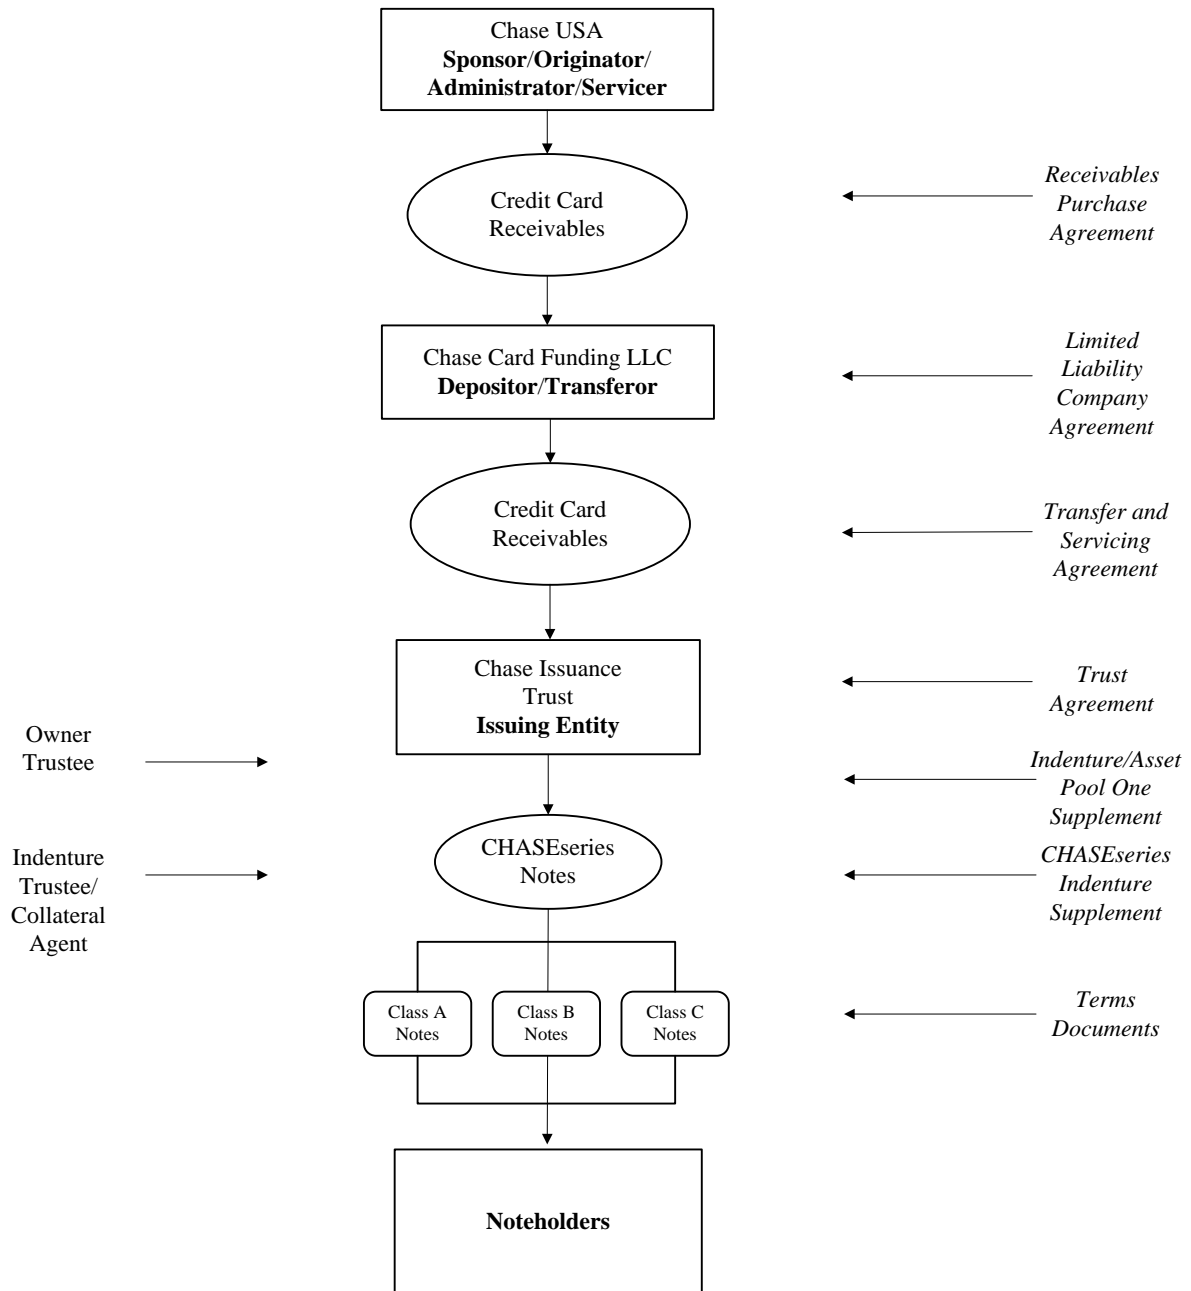 Chase USA
Sponsor/Originator/
Administrator/Servicer
Credit Card
Receivables
Receivables
Purchase
Agreement
Chase Card Funding LLC
Depositor/Transferor
Limited
Liability
Company
Agreement
Credit Card
Receivables
Transfer and
Servicing
Agreement
Chase Issuance
Trust
Issuing Entity
Trust
Agreement
Owner
Trustee
Indenture/Asset
Pool One
Supplement
CHASEseries
Notes
Indenture
Trustee/
Collateral
Agent
CHASEseries
Indenture
Supplement
Class A
Notes
Class B
Notes
Class C
Notes
Terms
Documents
Noteholders